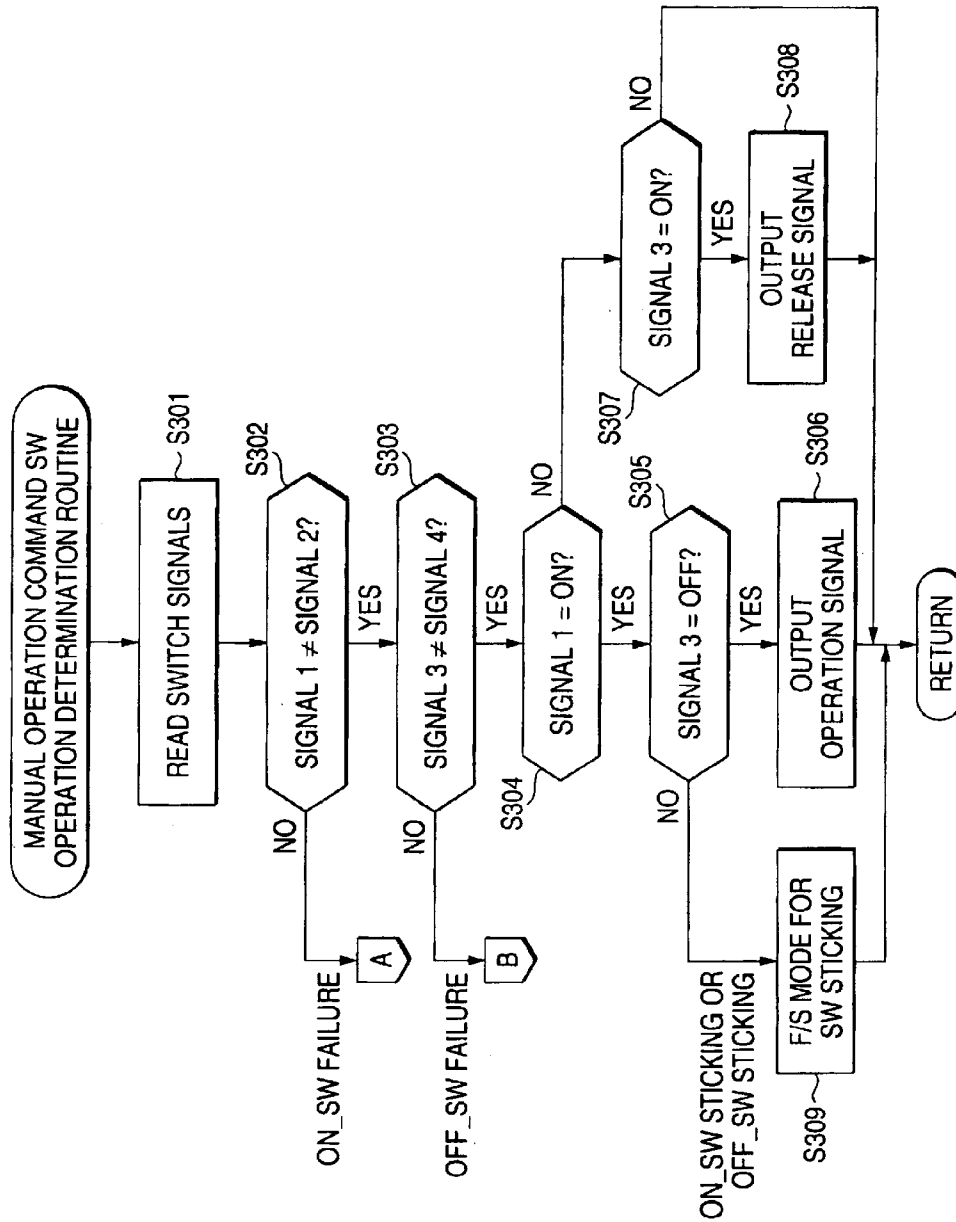 MANUAL OPERATION COMMAND SW
OPERATION DETERMINATION ROUTINE
READ SWITCH SIGNALS
S301
SIGNAL 1 ≠ SIGNAL 2?
S302
NO
YES
ON_SW FAILURE
A
SIGNAL 3 ≠ SIGNAL 4?
S303
NO
YES
OFF_SW FAILURE
B
SIGNAL 1 = ON?
S304
NO
YES
SIGNAL 3 = OFF?
S305
NO
YES
SIGNAL 3 = ON?
S307
NO
YES
ON_SW STICKING OR
OFF_SW STICKING
F/S MODE FOR
SW STICKING
S309
OUTPUT
OPERATION SIGNAL
S306
OUTPUT
RELEASE SIGNAL
S308
RETURN